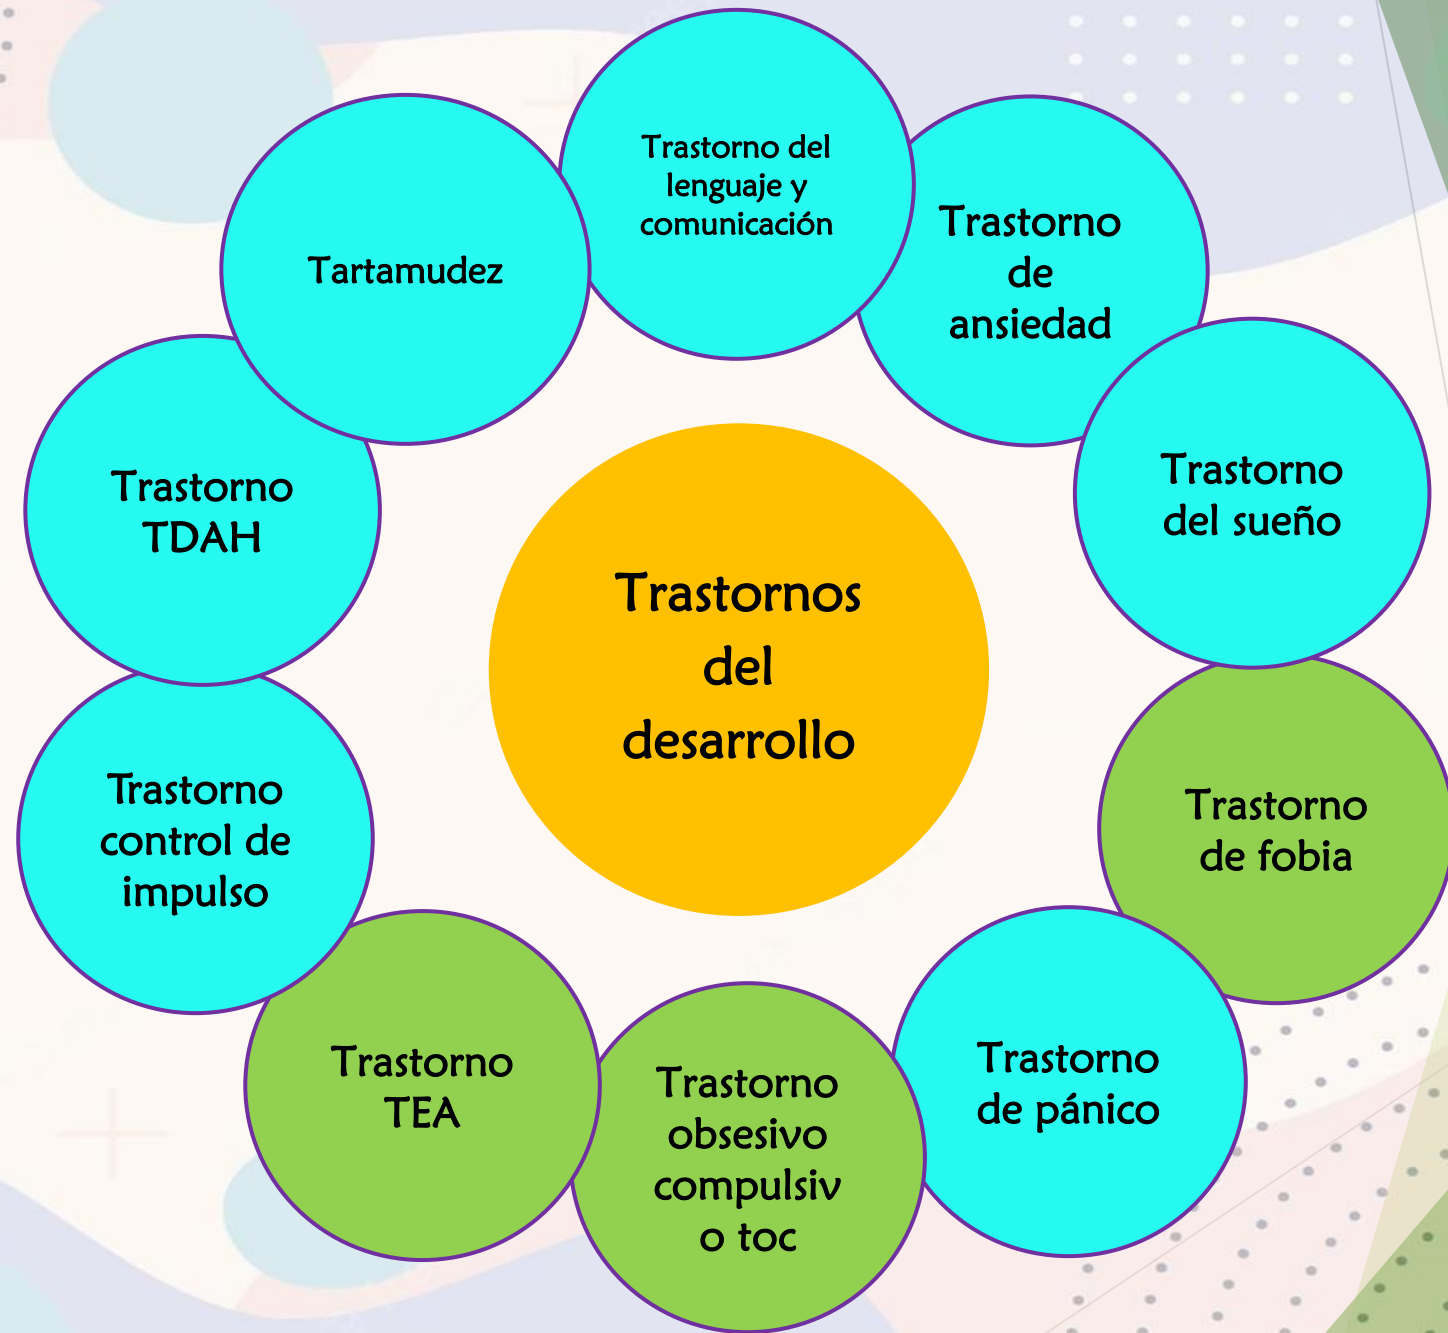 Trastorno del
lenguaje y
comunicación
Trastorno
de
ansiedad
Trastorno
del sueño
Trastorno
de fobia
Trastorno
de pánico
Trastorno
obsesivo
compulsiv
o toc
Trastorno
TEA
Trastorno
control de
impulso
Trastorno
TDAH
Tartamudez
Trastornos
del
desarrollo